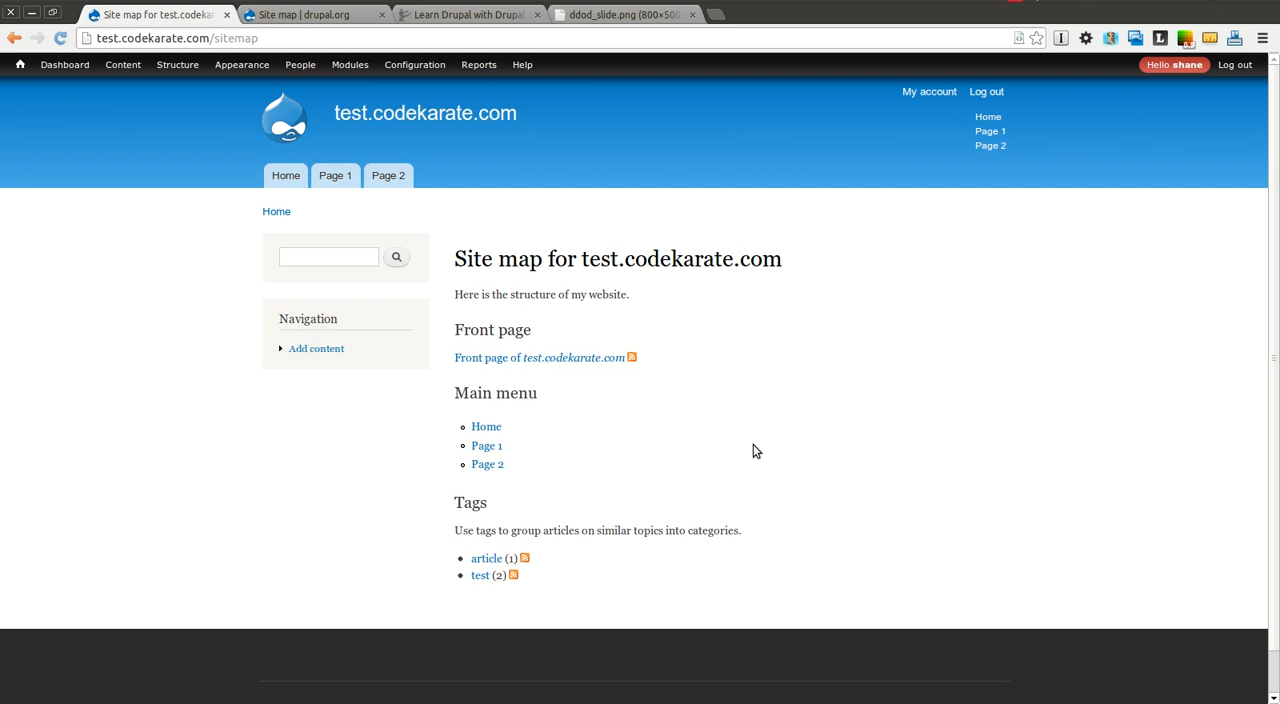 Site map for test.codekar
Site map | drupal.org
Learn Drupal with Drupal
ddod_slide.png (800×500
test.codekarate.com/sitemap
Dashboard Content Structure Appearance People Modules Configuration Reports Help
Hello shane Log out
My account Log out
test.codekarate.com
Home
Page 1
Page 2
Home Page 1 Page 2
Home
Site map for test.codekarate.com
Here is the structure of my website.
Navigation
Add content
Front page
Front page of test.codekarate.com
Main menu
Home
Page 1
Page 2
Tags
Use tags to group articles on similar topics into categories.
article (1)
test (2)